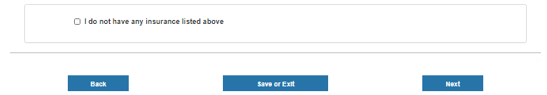 I do not have any insurance listed above
Back
Save or Exit
Next